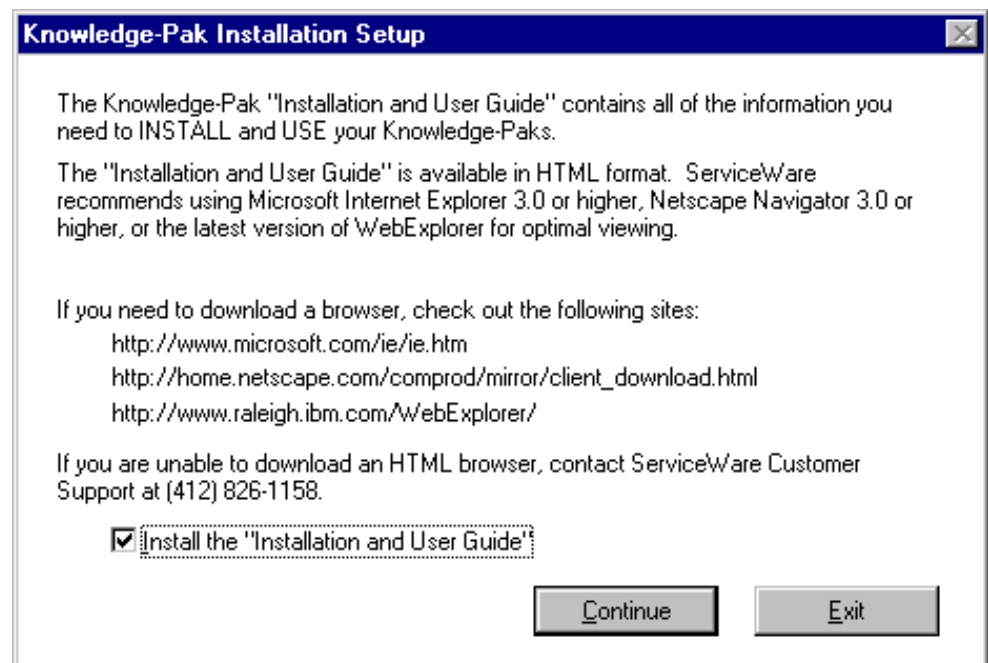 Knowledge-Pak Installation Setup
The Knowledge-Pak "Installation and User Guide" contains all of the information you
need to INSTALL and USE your Knowledge-Paks.
The "Installation and User Guide" is available in HTML format.  ServiceWare
recommends using Microsoft Internet Explorer 3.0 or higher, Netscape Navigator 3.0 or
higher, or the latest version of WebExplorer for optimal viewing.
If you need to download a browser, check out the following sites:
http://www.microsoft.com/ie/ie.htm
http://home.netscape.com/comprod/mirror/client_download.html
http://www.raleigh.ibm.com/WebExplorer/
If you are unable to download an HTML browser, contact ServiceWare Customer
Support at (412) 826-1158.
Install the "Installation and User Guide"
Continue
Exit